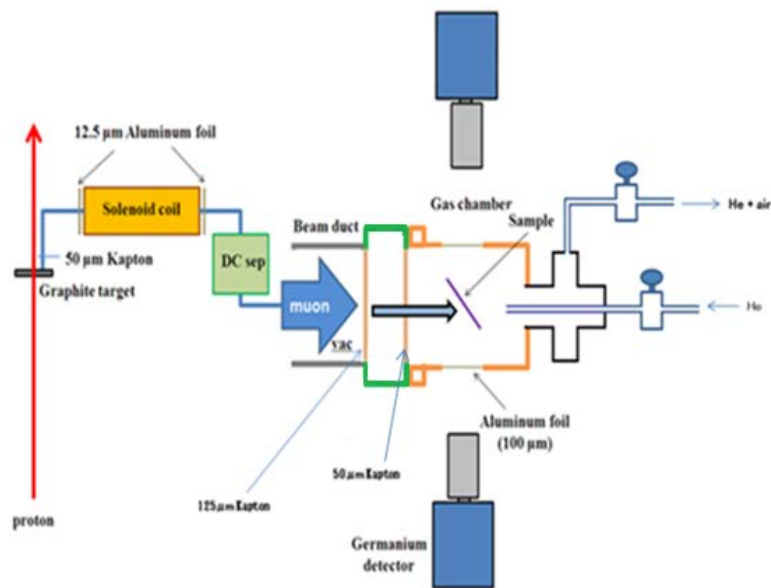 12.5 µm Aluminum foil
Solenoid coil
50 µm Kapton
Graphite target
DC sep
Beam duct
muon
vac
Gas chamber
Sample
He + air
He
Aluminum foil
(100 µm)
50 µm Kapton
125 µm Kapton
proton
Germanium
detector